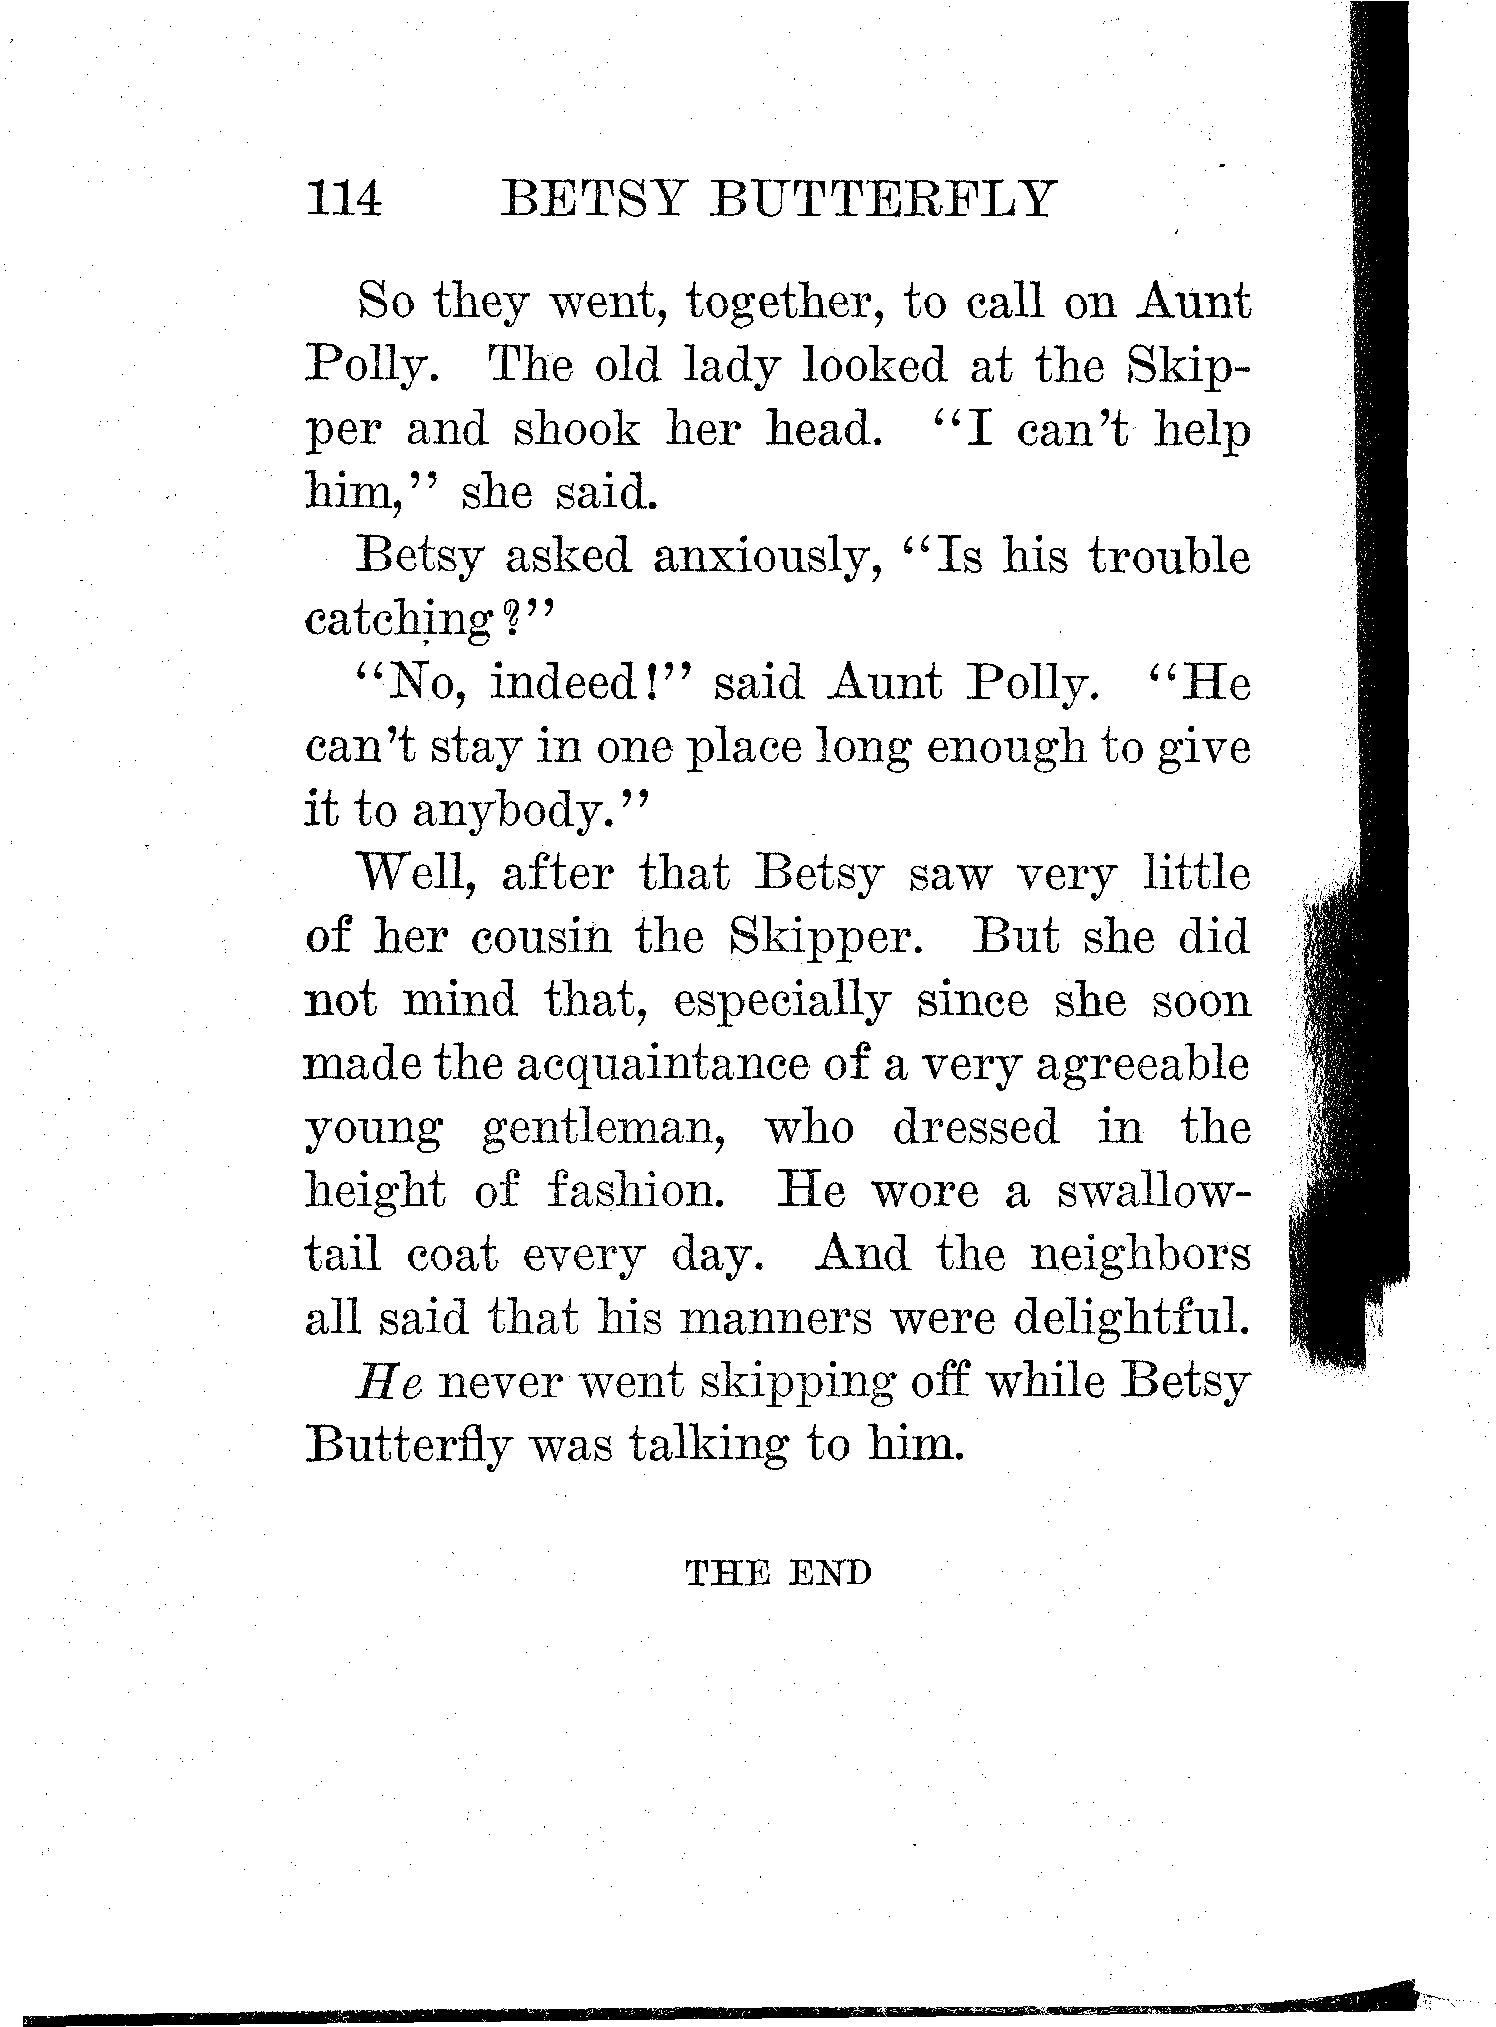 114 BETSY BUTTERFLY
So they went, together, to call on Aunt
Polly. The old lady looked at the Skip-
per and shook her head. "I can't help
him," she said.
Betsy asked anxiously, "Is his trouble
catching?"
"No, indeed!" said Aunt Polly. "He
can't stay in one place long enough to give
it to anybody."
Well, after that Betsy saw very little
of her cousin the Skipper. But she did
not mind that, especially since she soon
made the acquaintance of a very agreeable
young gentleman, who dressed in the
height of fashion. He wore a swallow-
tail coat every day. And the neighbors
all said that his manners were delightful.
He never went skipping off while Betsy
Butterfly was talking to him.
THE END